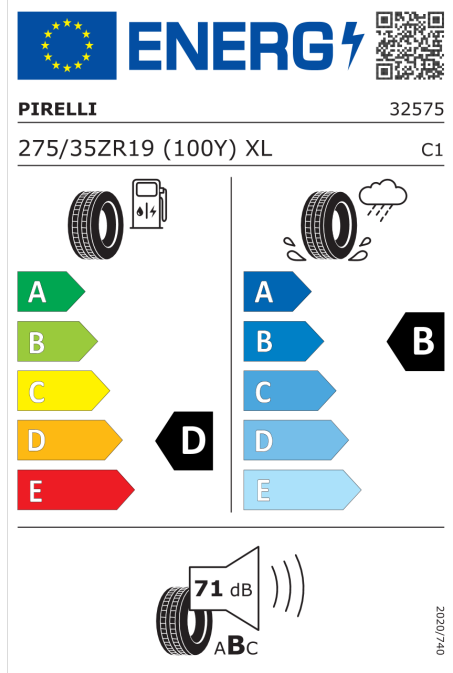 ENERG
PIRELLI 32575
275/35ZR19 (100Y) XL C1
A A
B B B
C C
D D D
E E
71 dB
ABC
2020/740